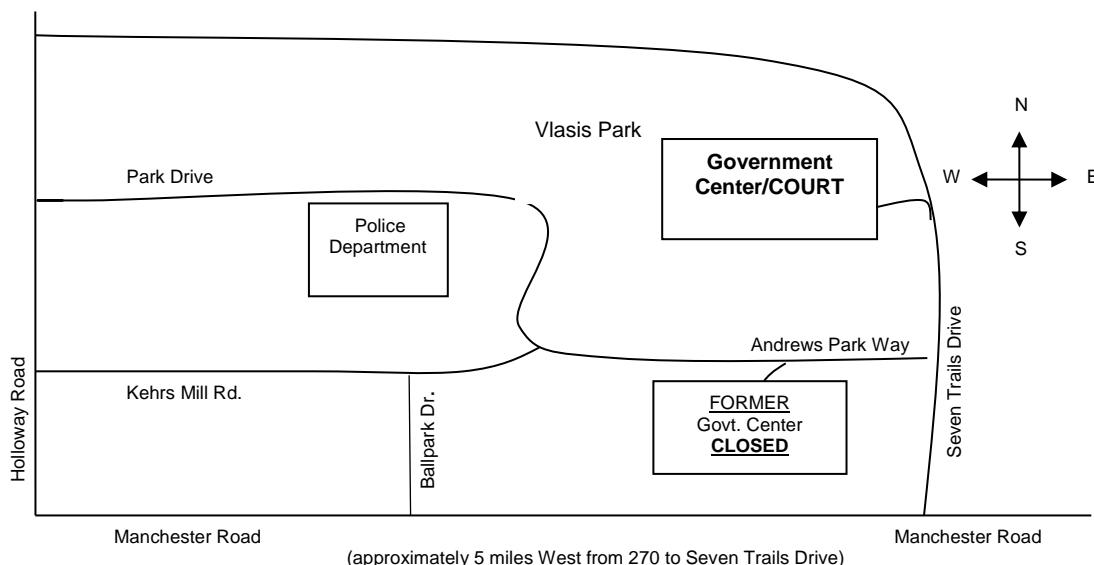 N
Vlasis Park
Government
Center/COURT
W
E
S
Park Drive
Police
Department
Andrews Park Way
Seven Trails Drive
Holloway Road
Kehrs Mill Rd.
Ballpark Dr.
FORMER
Govt. Center
CLOSED
Manchester Road
Manchester Road
(approximately 5 miles West from 270 to Seven Trails Drive)